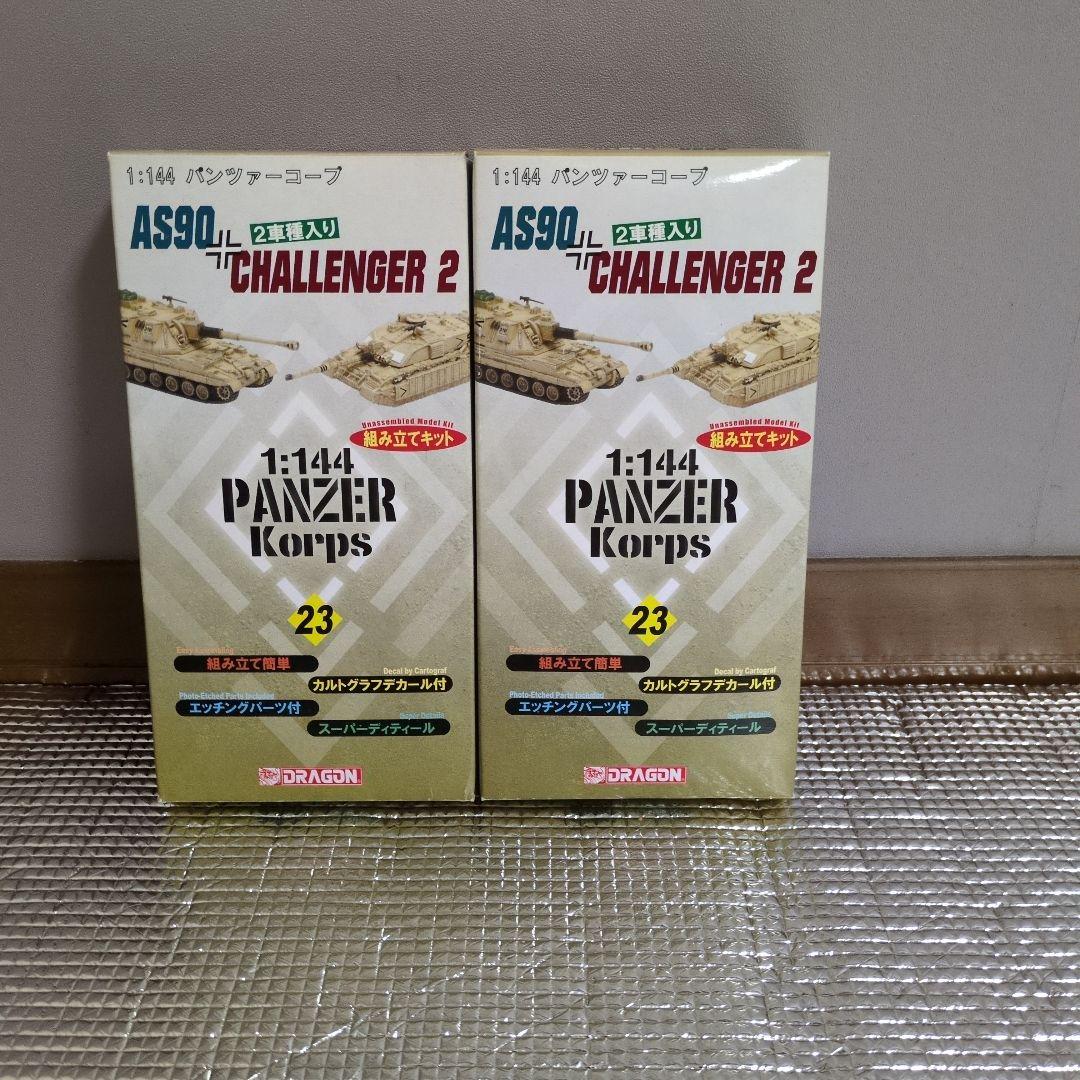 1:144 パンツァーコープ
AS90
2車種入り
CHALLENGER 2
Unassembled Model Kit
組み立てキット
1:144
PANZER
Korps
23
Easy Assembling
組み立て簡単
Decal by Cartograf
カルトグラフデカール付
Photo-Etched Parts Included
エッチングパーツ付
Super Details
スーパーディティール
DRAGON
1:144 パンツァーコープ
AS90
2車種入り
CHALLENGER 2
Unassembled Model Kit
組み立てキット
1:144
PANZER
Korps
23
Easy Assembling
組み立て簡単
Decal by Cartograf
カルトグラフデカール付
Photo-Etched Parts Included
エッチングパーツ付
Super Details
スーパーディティール
DRAGON